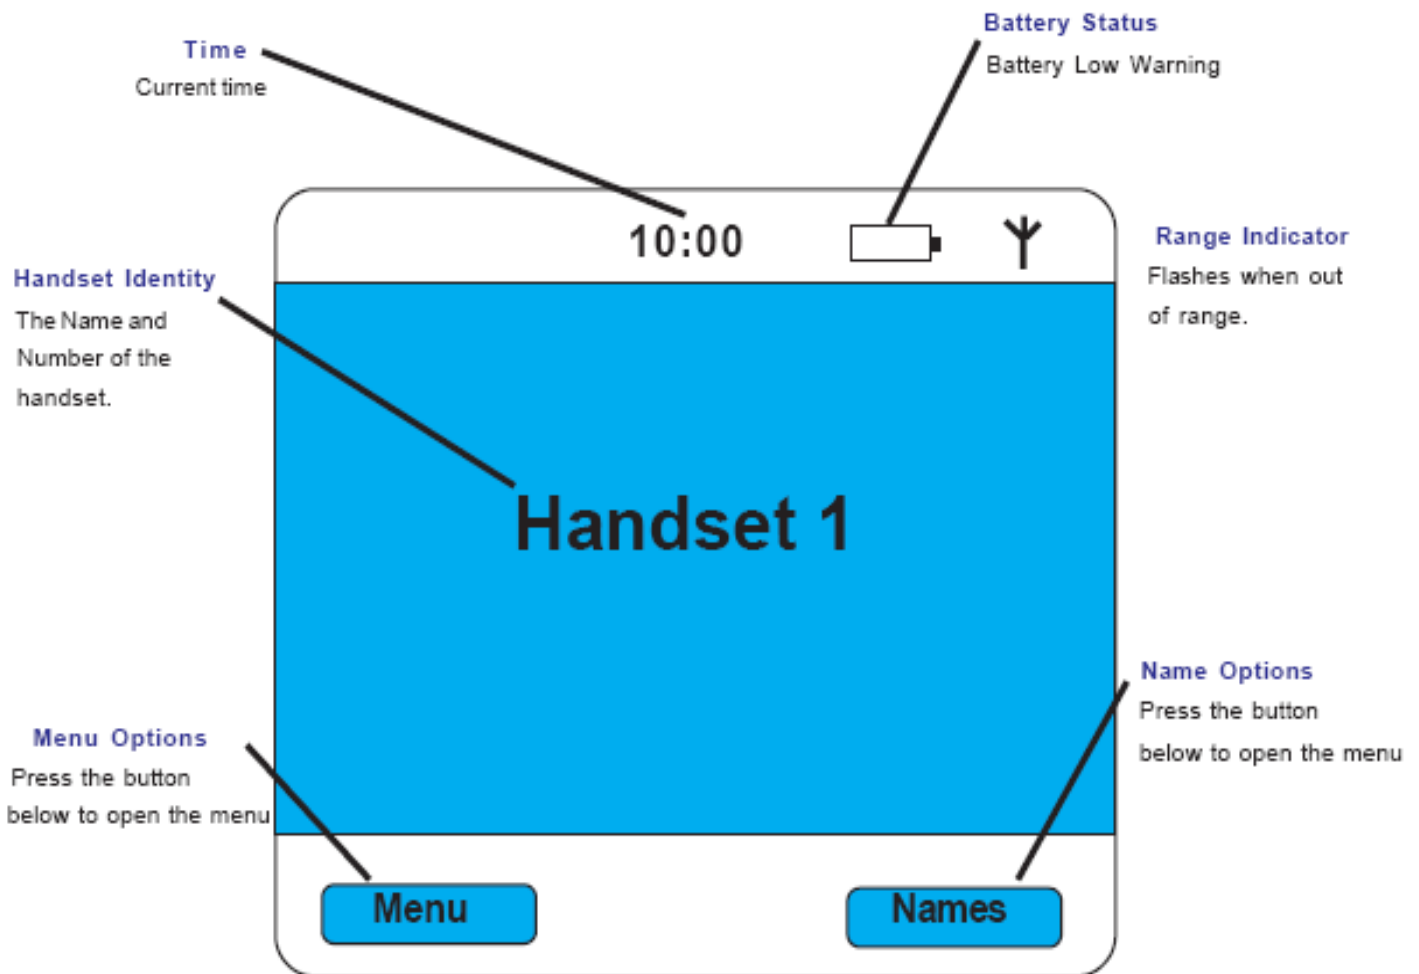 Battery Status
Battery Low Warning
Time
Current time
10:00
Range Indicator
Flashes when out
of range.
Handset Identity
The Name and
Number of the
handset.
Handset 1
Name Options
Press the button
below to open the menu
Menu Options
Press the button
below to open the menu
Menu
Names